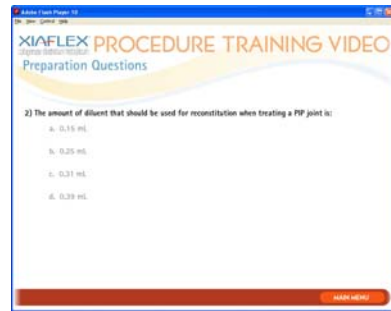 Adobe Flash Player 10
File View Control Help
XIAFLEX PROCEDURE TRAINING VIDEO
Preparation Questions
2) The amount of diluent that should be used for reconstitution when treating a PIP joint is:
a. 0.15 mL
b. 0.25 mL
c. 0.31 mL
d. 0.39 mL
MAIN MENU